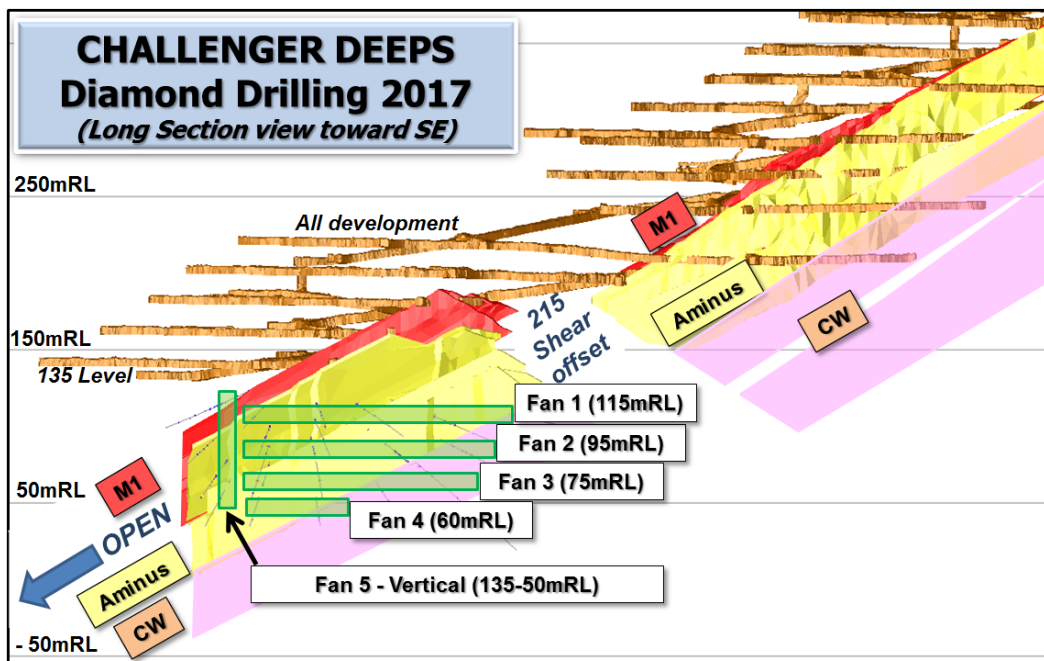 CHALLENGER DEEPS
Diamond Drilling 2017
(Long Section view toward SE)
250mRL
All development
M1
Aminus
CW
215
Shear
offset
150mRL
135 Level
Fan 1 (115mRL)
Fan 2 (95mRL)
Fan 3 (75mRL)
Fan 4 (60mRL)
50mRL
M1
OPEN
Fan 5 - Vertical (135-50mRL)
Aminus
CW
- 50mRL